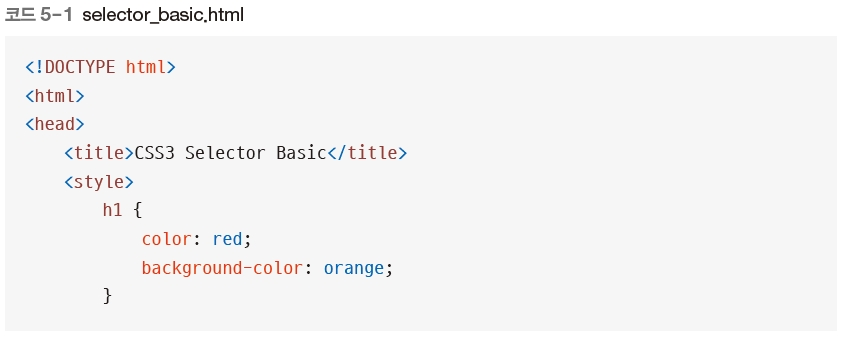 코드 5-1 selector_basic.html
<!DOCTYPE html>
<html>
<head>
<title>CSS3 Selector Basic</title>
<style>
h1 {
color: red;
background-color: orange;
}